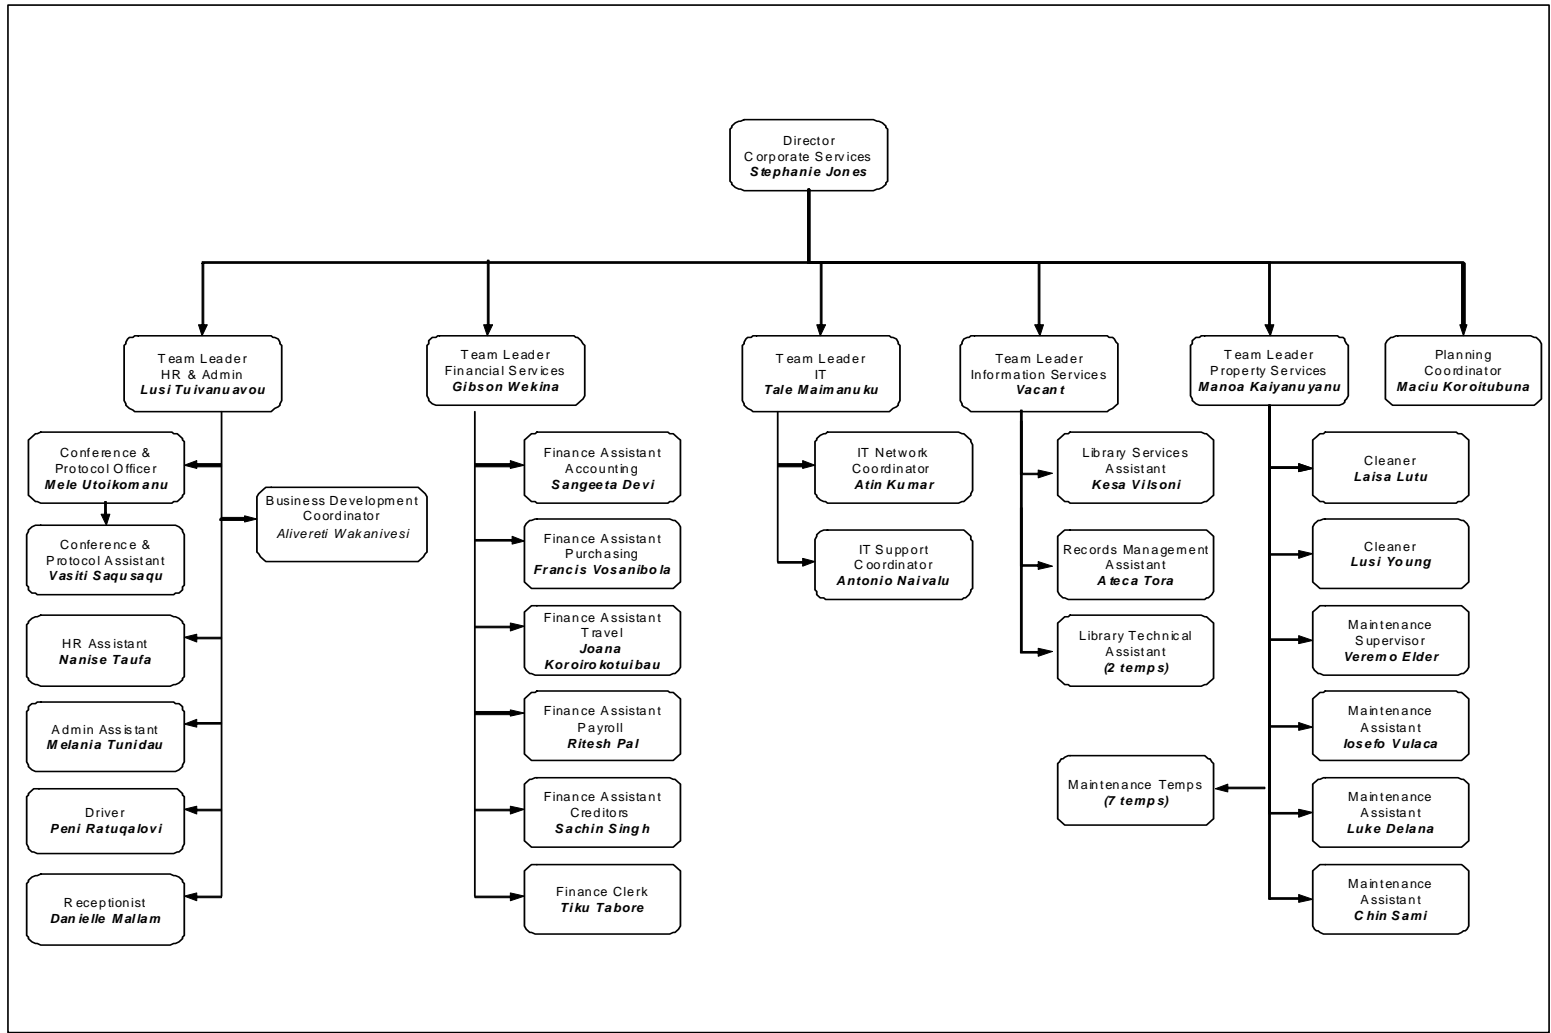 Director
Corporate Services
Stephanie Jones
Team Leader
HR & Admin
Lusi Tuivanuavou
Team Leader
Financial Services
Gibson Wekina
Team Leader
IT
Tale Maimanuku
Team Leader
Information Services
Vacant
Team Leader
Property Services
Manoa Kaiyanuyanu
Planning
Coordinator
Maciu Koroitubuna
Conference &
Protocol Officer
Mele Utoikomanu
Conference &
Protocol Assistant
Vasiti Saqusaqu
Business Development
Coordinator
Alivereti Wakanivesi
HR Assistant
Nanise Taufa
Admin Assistant
Melania Tunidau
Driver
Peni Ratuqalovi
Receptionist
Danielle Mallam
Finance Assistant
Accounting
Sangeeta Devi
Finance Assistant
Purchasing
Francis Vosanibola
Finance Assistant
Travel
Joana
Koroirokotuibau
Finance Assistant
Payroll
Ritesh Pal
Finance Assistant
Creditors
Sachin Singh
Finance Clerk
Tiku Tabore
IT Network
Coordinator
Atin Kumar
IT Support
Coordinator
Antonio Naivalu
Library Services
Assistant
Kesa Vilsoni
Records Management
Assistant
Ateca Tora
Library Technical
Assistant
(2 temps)
Maintenance Temps
(7 temps)
Cleaner
Laisa Lutu
Cleaner
Lusi Young
Maintenance
Supervisor
Veremo Elder
Maintenance
Assistant
Iosefo Vulaca
Maintenance
Assistant
Luke Delana
Maintenance
Assistant
Chin Sami